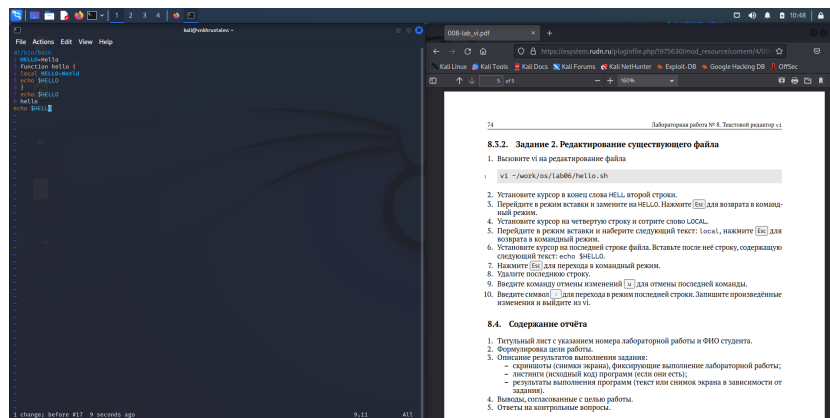 1 2 3 4
10:48
kali@vnkhrustalev: ~
File Actions Edit View Help
#!/bin/bash
HELLO=Hello
function hello {
local HELLO=World
echo $HELLO
}
echo $HELLO
hello
echo $HELLO
1 change; before #17 9 seconds ago 9,11 All
008-lab_vi.pdf
https://esystem.rudn.ru/pluginfile.php/1975630/mod_resource/content/4/00
Kali Linux Kali Tools Kali Docs Kali Forums Kali NetHunter Exploit-DB Google Hacking DB OffSec
5 of 5 160%
74 Лабораторная работа № 8. Текстовой редактор vi
8.3.2. Задание 2. Редактирование существующего файла
1. Вызовите vi на редактирование файла
1 vi ~/work/os/lab06/hello.sh
2. Установите курсор в конец слова HELL второй строки.
3. Перейдите в режим вставки и замените на HELLO. Нажмите Esc для возврата в команд-
ный режим.
4. Установите курсор на четвертую строку и сотрите слово LOCAL.
5. Перейдите в режим вставки и наберите следующий текст: local, нажмите Esc для
возврата в командный режим.
6. Установите курсор на последней строке файла. Вставьте после неё строку, содержащую
следующий текст: echo $HELLO.
7. Нажмите Esc для перехода в командный режим.
8. Удалите последнюю строку.
9. Введите команду отмены изменений u для отмены последней команды.
10. Введите символ : для перехода в режим последней строки. Запишите произведённые
изменения и выйдите из vi.
8.4. Содержание отчёта
1. Титульный лист с указанием номера лабораторной работы и ФИО студента.
2. Формулировка цели работы.
3. Описание результатов выполнения задания:
– скриншоты (снимки экрана), фиксирующие выполнение лабораторной работы;
– листинги (исходный код) программ (если они есть);
– результаты выполнения программ (текст или снимок экрана в зависимости от
задания).
4. Выводы, согласованные с целью работы.
5. Ответы на контрольные вопросы.